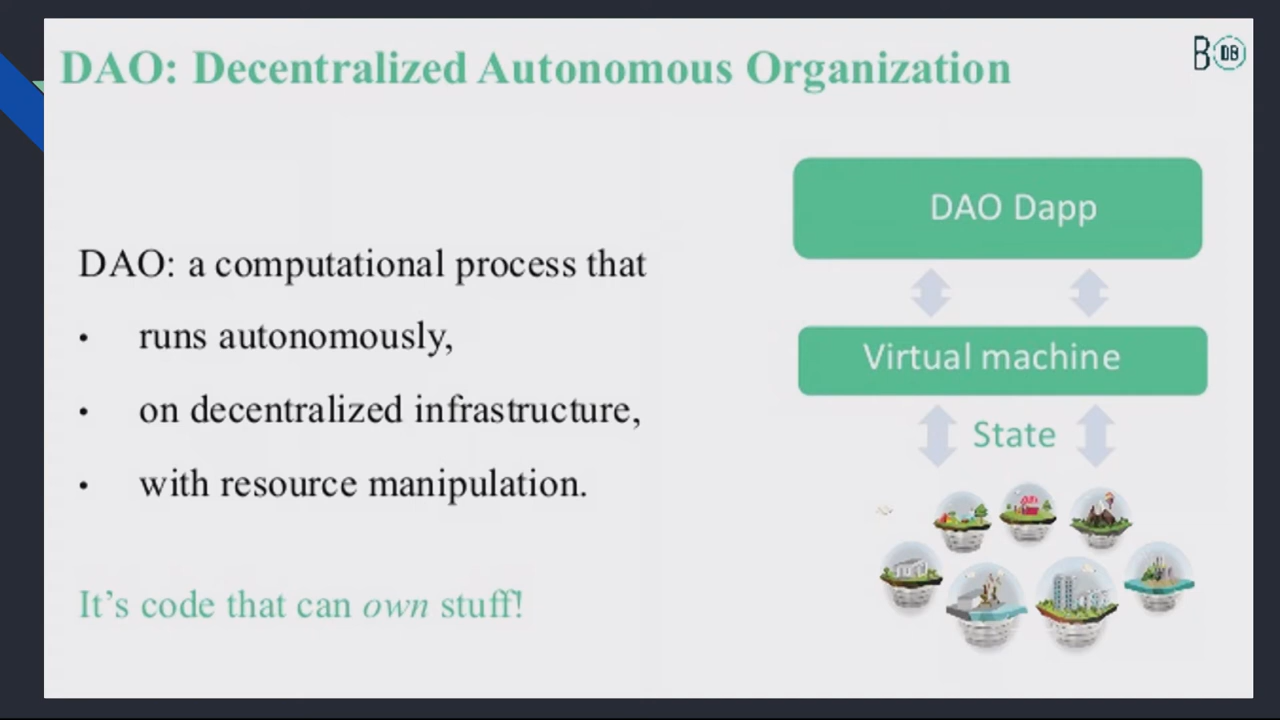 DAO: Decentralized Autonomous Organization
B DB
DAO: a computational process that
• runs autonomously,
• on decentralized infrastructure,
• with resource manipulation.
It’s code that can own stuff!
DAO Dapp
Virtual machine
State